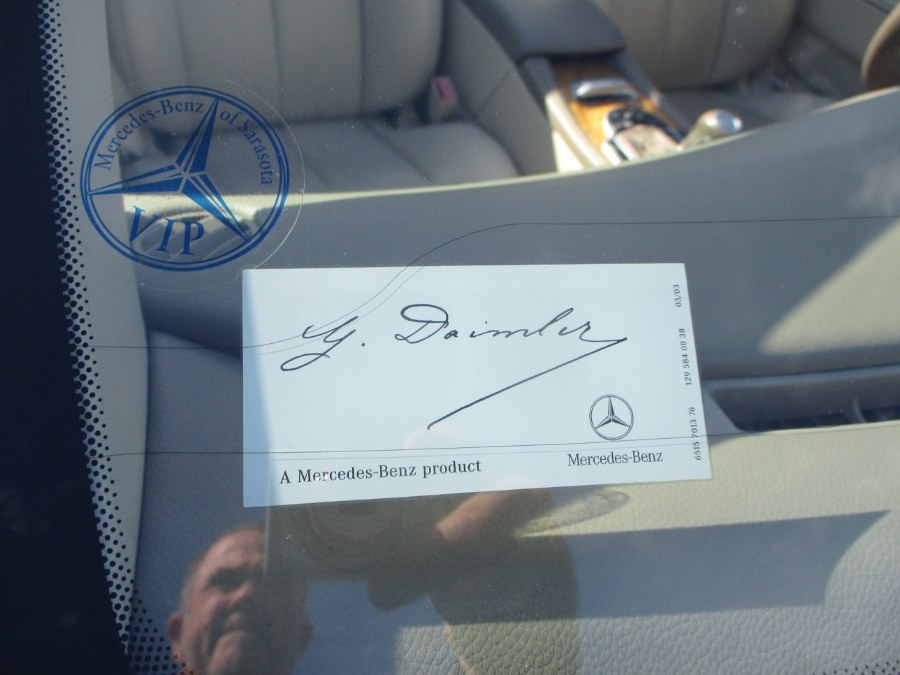 Mercedes-Benz of Sarasota
VIP
G. Daimler
A Mercedes-Benz product
Mercedes-Benz
6515 7013 76 129 584 08 38 03/03